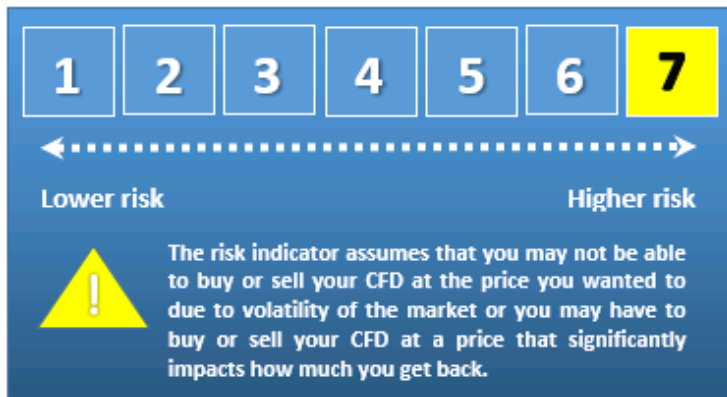 1 2 3 4 5 6 7
Lower risk Higher risk
!
The risk indicator assumes that you may not be able
to buy or sell your CFD at the price you wanted to
due to volatility of the market or you may have to
buy or sell your CFD at a price that significantly
impacts how much you get back.